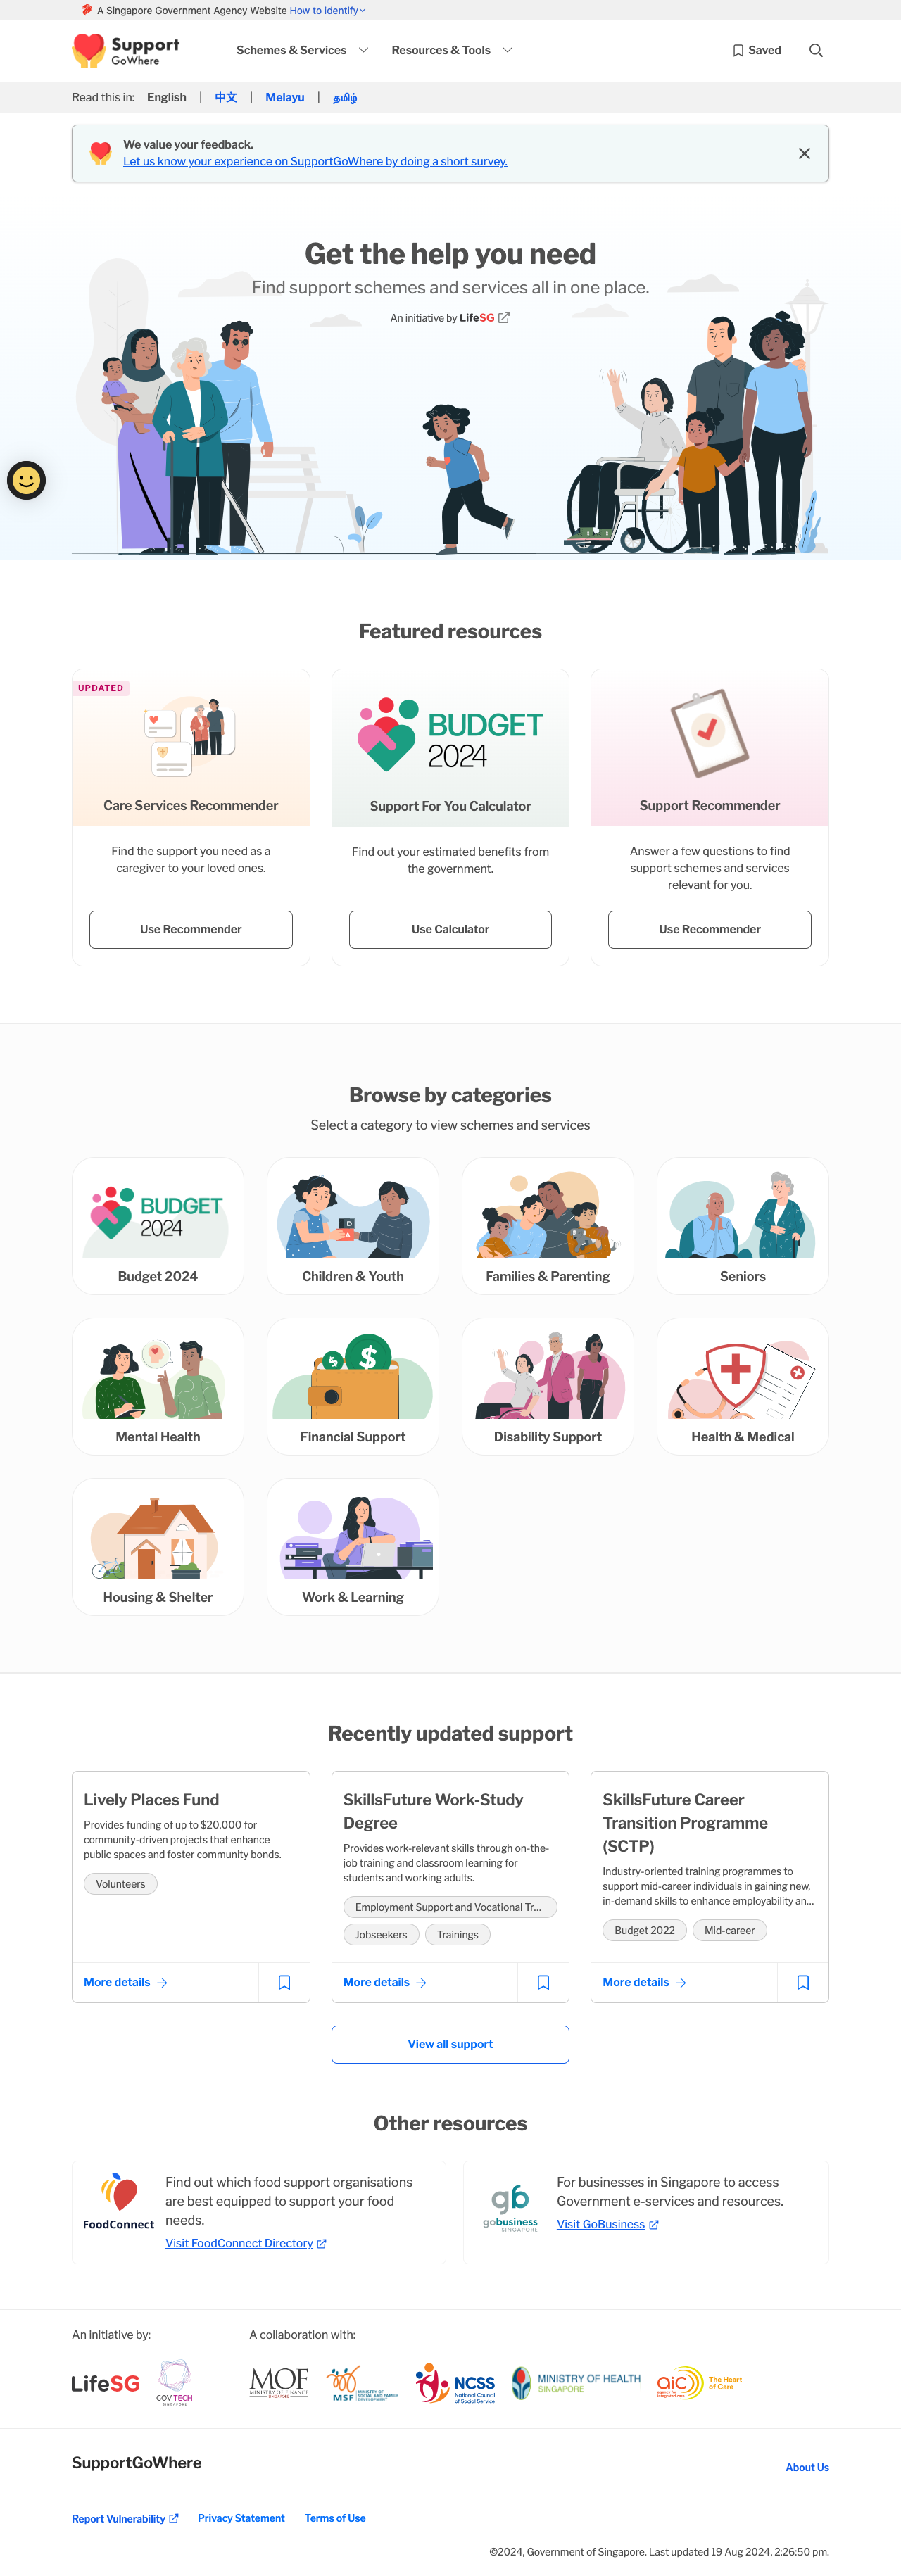 A Singapore Government Agency Website How to identify
Support
GoWhere
Schemes & Services
Resources & Tools
Saved
Read this in: English | 中文 | Melayu | தமிழ்
We value your feedback.
Let us know your experience on SupportGoWhere by doing a short survey.
Get the help you need
Find support schemes and services all in one place.
An initiative by LifeSG
Featured resources
UPDATED
Care Services Recommender
Find the support you need as a
caregiver to your loved ones.
Use Recommender
BUDGET
2024
Support For You Calculator
Find out your estimated benefits from
the government.
Use Calculator
Support Recommender
Answer a few questions to find
support schemes and services
relevant for you.
Use Recommender
Browse by categories
Select a category to view schemes and services
BUDGET
2024
Budget 2024
Children & Youth
Families & Parenting
Seniors
Mental Health
Financial Support
Disability Support
Health & Medical
Housing & Shelter
Work & Learning
Recently updated support
Lively Places Fund
Provides funding of up to $20,000 for
community-driven projects that enhance
public spaces and foster community bonds.
Volunteers
More details
SkillsFuture Work-Study
Degree
Provides work-relevant skills through on-the-
job training and classroom learning for
students and working adults.
Employment Support and Vocational Tr...
Jobseekers
Trainings
More details
SkillsFuture Career
Transition Programme
(SCTP)
Industry-oriented training programmes to
support mid-career individuals in gaining new,
in-demand skills to enhance employability an...
Budget 2022
Mid-career
More details
View all support
Other resources
FoodConnect
Find out which food support organisations
are best equipped to support your food
needs.
Visit FoodConnect Directory
gb
gobusiness
SINGAPORE
For businesses in Singapore to access
Government e-services and resources.
Visit GoBusiness
An initiative by:
LifeSG
GOVTECH
SINGAPORE
A collaboration with:
MOF
MINISTRY OF FINANCE
SINGAPORE
MSF
MINISTRY OF
SOCIAL AND FAMILY
DEVELOPMENT
NCSS
National Council
of Social Service
MINISTRY OF HEALTH
SINGAPORE
aic
agency for
integrated care
The Heart
of Care
SupportGoWhere
About Us
Report Vulnerability
Privacy Statement
Terms of Use
©2024, Government of Singapore. Last updated 19 Aug 2024, 2:26:50 pm.